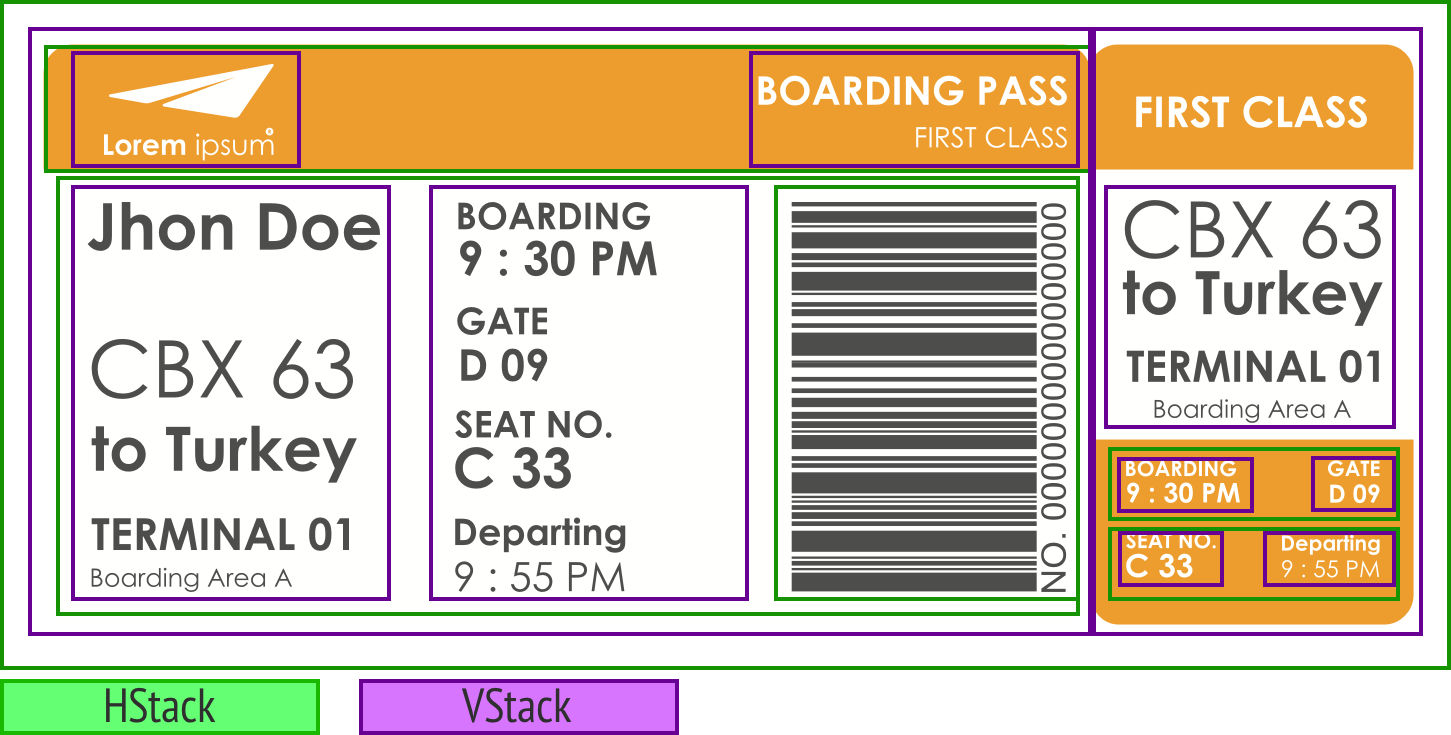 Lorem ipsum
BOARDING PASS
FIRST CLASS
Jhon Doe
CBX 63
to Turkey
TERMINAL 01
Boarding Area A
BOARDING
9 : 30 PM
GATE
D 09
SEAT NO.
C 33
Departing
9 : 55 PM
NO. 00000000000000000
FIRST CLASS
CBX 63
to Turkey
TERMINAL 01
Boarding Area A
BOARDING
9 : 30 PM
GATE
D 09
SEAT NO.
C 33
Departing
9 : 55 PM
HStack
VStack